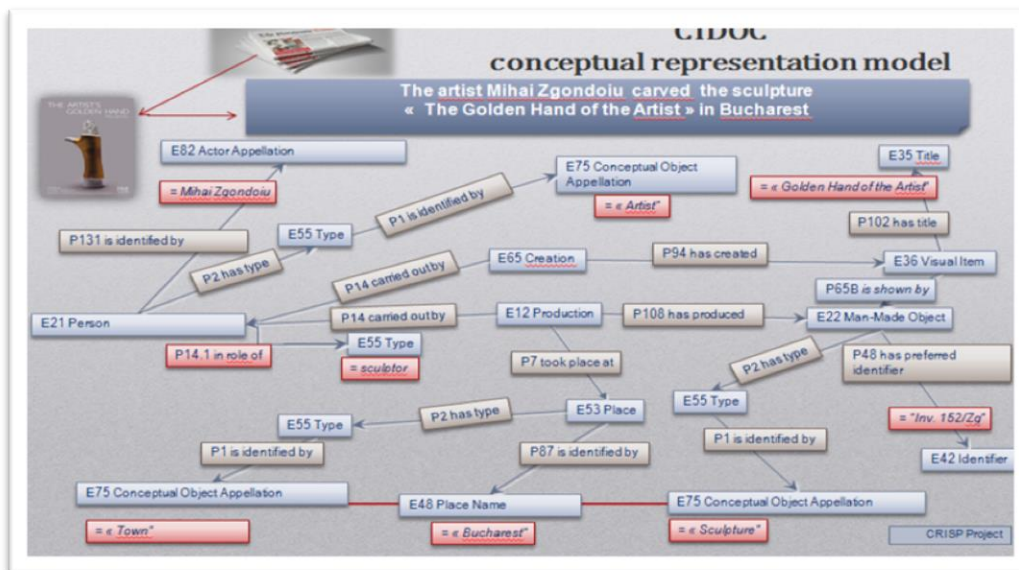 CIDOC
conceptual representation model
The artist Mihai Zgondoiu carved the sculpture
« The Golden Hand of the Artist » in Bucharest
THE ARTIST'S
GOLDEN HAND
E82 Actor Appellation
= Mihai Zgondoiu
E75 Conceptual Object
Appellation
= « Artist"
E35 Title
= « Golden Hand of the Artist"
P1 is identified by
E55 Type
P102 has title
P131 is identified by
P2 has type
P14 carried out by
E65 Creation
P94 has created
E36 Visual Item
P65B is shown by
E21 Person
P14 carried out by
E12 Production
P108 has produced
E22 Man-Made Object
P14.1 in role of
E55 Type
= sculptor
P7 took place at
P2 has type
P48 has preferred
identifier
E55 Type
P2 has type
E53 Place
E55 Type
= "Inv. 152/Zg"
P1 is identified by
P87 is identified by
P1 is identified by
E42 Identifier
E75 Conceptual Object Appellation
E48 Place Name
E75 Conceptual Object Appellation
= « Town"
= « Bucharest"
= « Sculpture"
CRISP Project